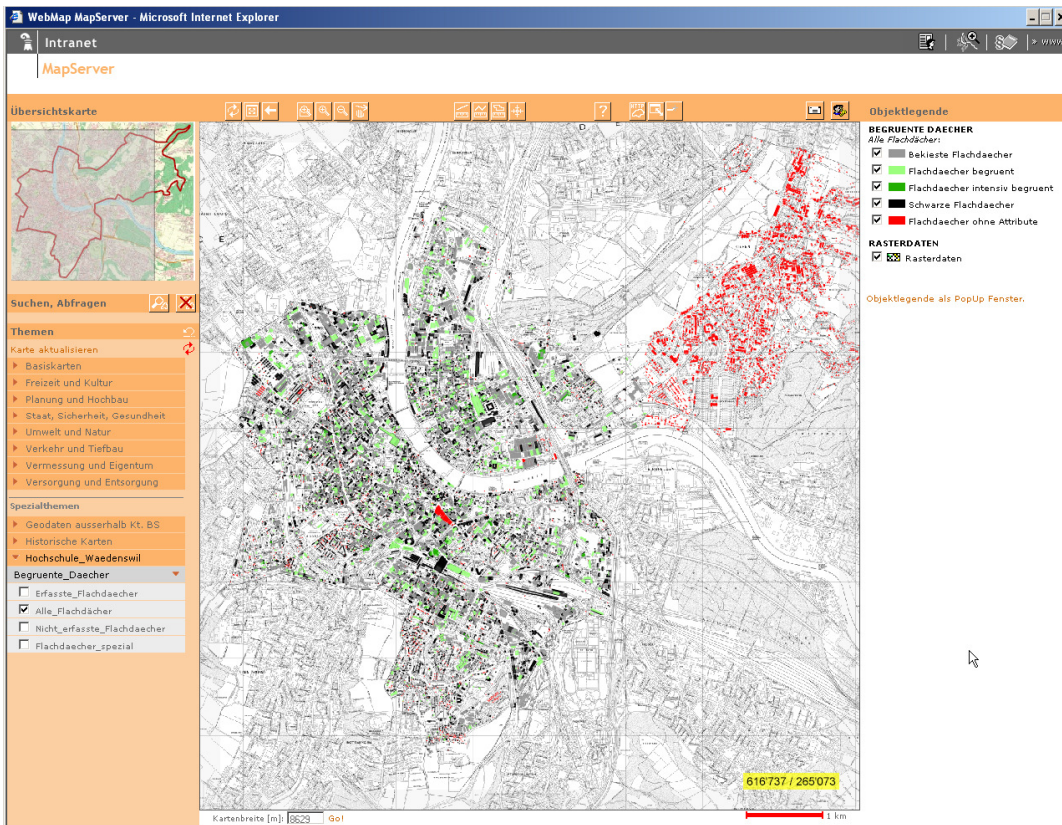 WebMap MapServer - Microsoft Internet Explorer
Intranet
» www
MapServer
Übersichtskarte
?
HTTP
Objektlegende
BEGRUENTE DAECHER
Alle Flachdächer:
Bekieste Flachdaecher
Flachdaecher begruent
Flachdaecher intensiv begruent
Schwarze Flachdaecher
Flachdaecher ohne Attribute
RASTERDATEN
Rasterdaten
Objektlegende als PopUp Fenster.
Suchen, Abfragen
Themen
Karte aktualisieren
Basiskarten
Freizeit und Kultur
Planung und Hochbau
Staat, Sicherheit, Gesundheit
Umwelt und Natur
Verkehr und Tiefbau
Vermessung und Eigentum
Versorgung und Entsorgung
Spezialthemen
Geodaten ausserhalb Kt. BS
Historische Karten
Hochschule_Waedenswil
Begruente_Daecher
Erfasste_Flachdaecher
Alle_Flachdächer
Nicht_erfasste_Flachdaecher
Flachdaecher_spezial
616'737 / 265'073
Kartenbreite [m]: 8629 Go!
1 km